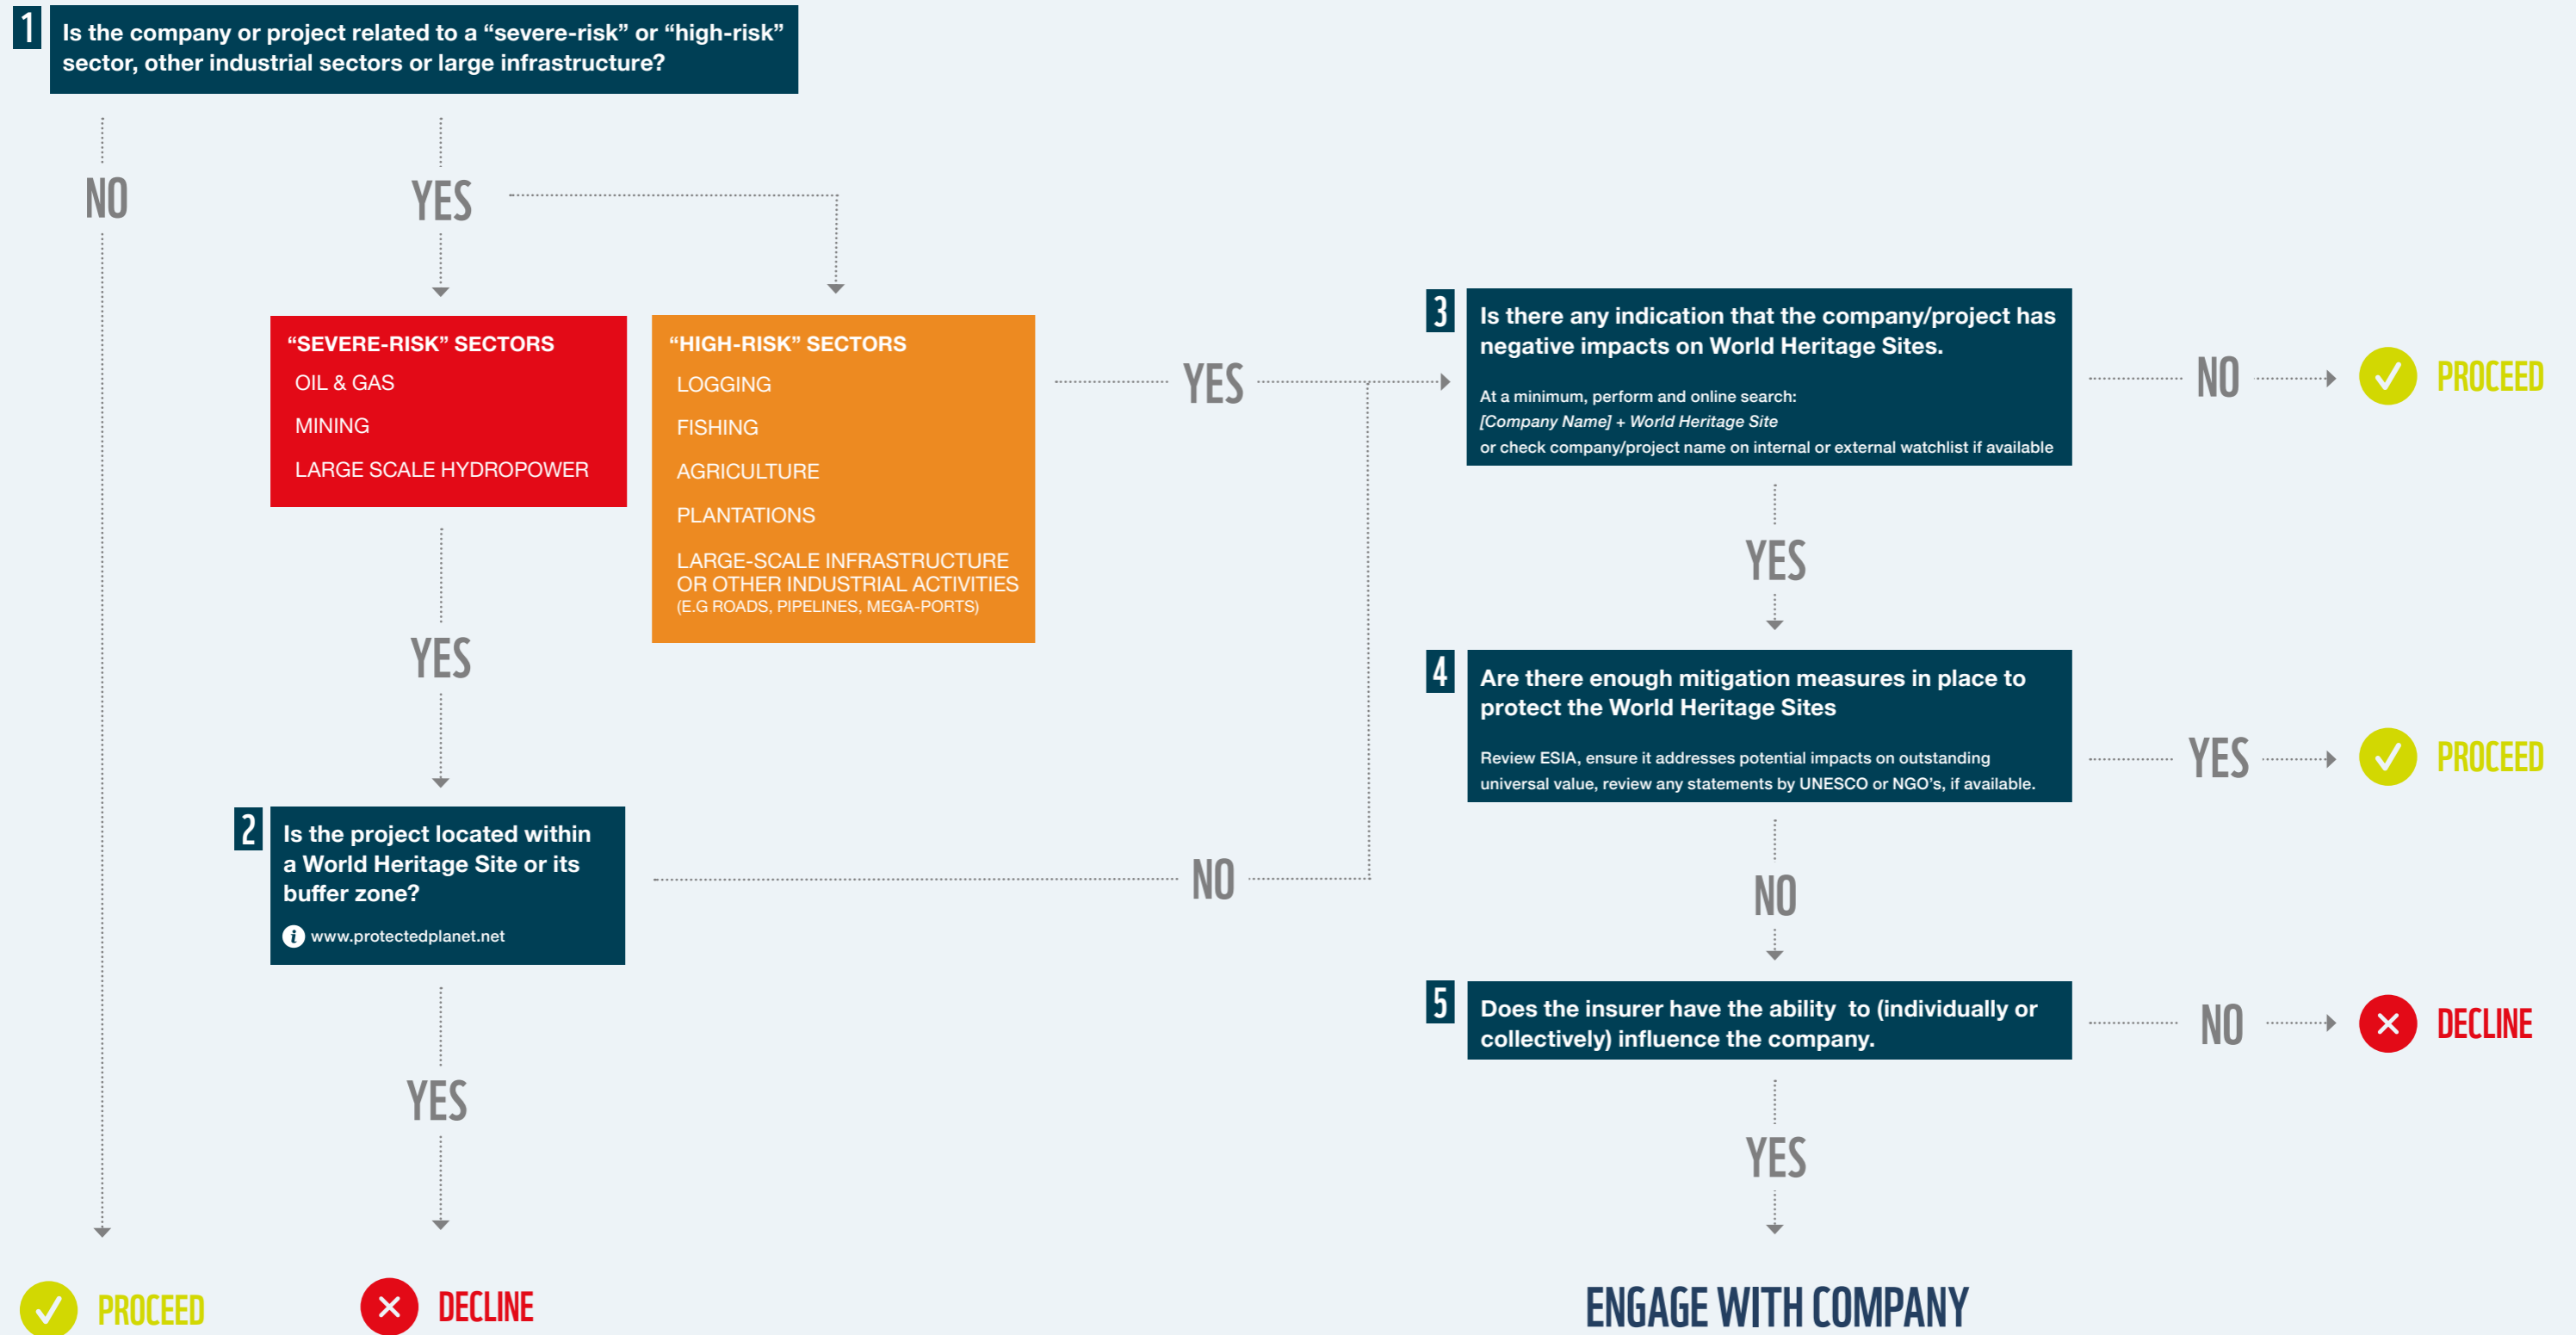 1
Is the company or project related to a “severe-risk” or “high-risk”
sector, other industrial sectors or large infrastructure?
NO
YES
“SEVERE-RISK” SECTORS
OIL & GAS
MINING
LARGE SCALE HYDROPOWER
“HIGH-RISK” SECTORS
LOGGING
FISHING
AGRICULTURE
PLANTATIONS
LARGE-SCALE INFRASTRUCTURE
OR OTHER INDUSTRIAL ACTIVITIES
(E.G ROADS, PIPELINES, MEGA-PORTS)
YES
YES
2
Is the project located within
a World Heritage Site or its
buffer zone?
i www.protectedplanet.net
NO
YES
PROCEED
DECLINE
3
Is there any indication that the company/project has
negative impacts on World Heritage Sites.
At a minimum, perform and online search:
[Company Name] + World Heritage Site
or check company/project name on internal or external watchlist if available
NO
PROCEED
YES
4
Are there enough mitigation measures in place to
protect the World Heritage Sites
Review ESIA, ensure it addresses potential impacts on outstanding
universal value, review any statements by UNESCO or NGO's, if available.
YES
PROCEED
NO
5
Does the insurer have the ability to (individually or
collectively) influence the company.
NO
DECLINE
YES
ENGAGE WITH COMPANY